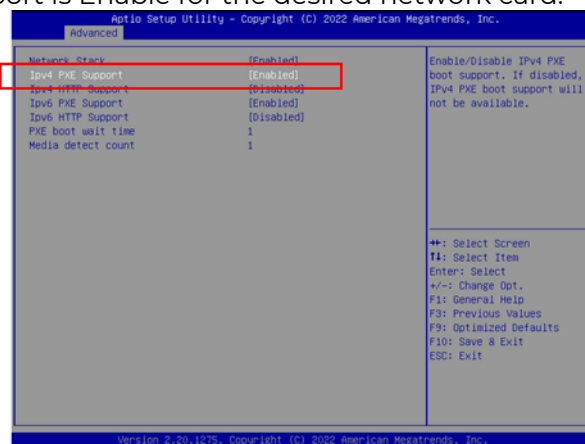 ort is Enable for the desired network card.
Aptio Setup Utility – Copyright (C) 2022 American Megatrends, Inc.
Advanced
Network Stack [Enabled]
Ipv4 PXE Support [Enabled]
Ipv4 HTTP Support [Disabled]
Ipv6 PXE Support [Enabled]
Ipv6 HTTP Support [Disabled]
PXE boot wait time 1
Media detect count 1
Enable/Disable IPv4 PXE
boot support. If disabled,
IPv4 PXE boot support will
not be available.
→←: Select Screen
↑↓: Select Item
Enter: Select
+/-: Change Opt.
F1: General Help
F3: Previous Values
F9: Optimized Defaults
F10: Save & Exit
ESC: Exit
Version 2.20.1275. Copyright (C) 2022 American Megatrends, Inc.